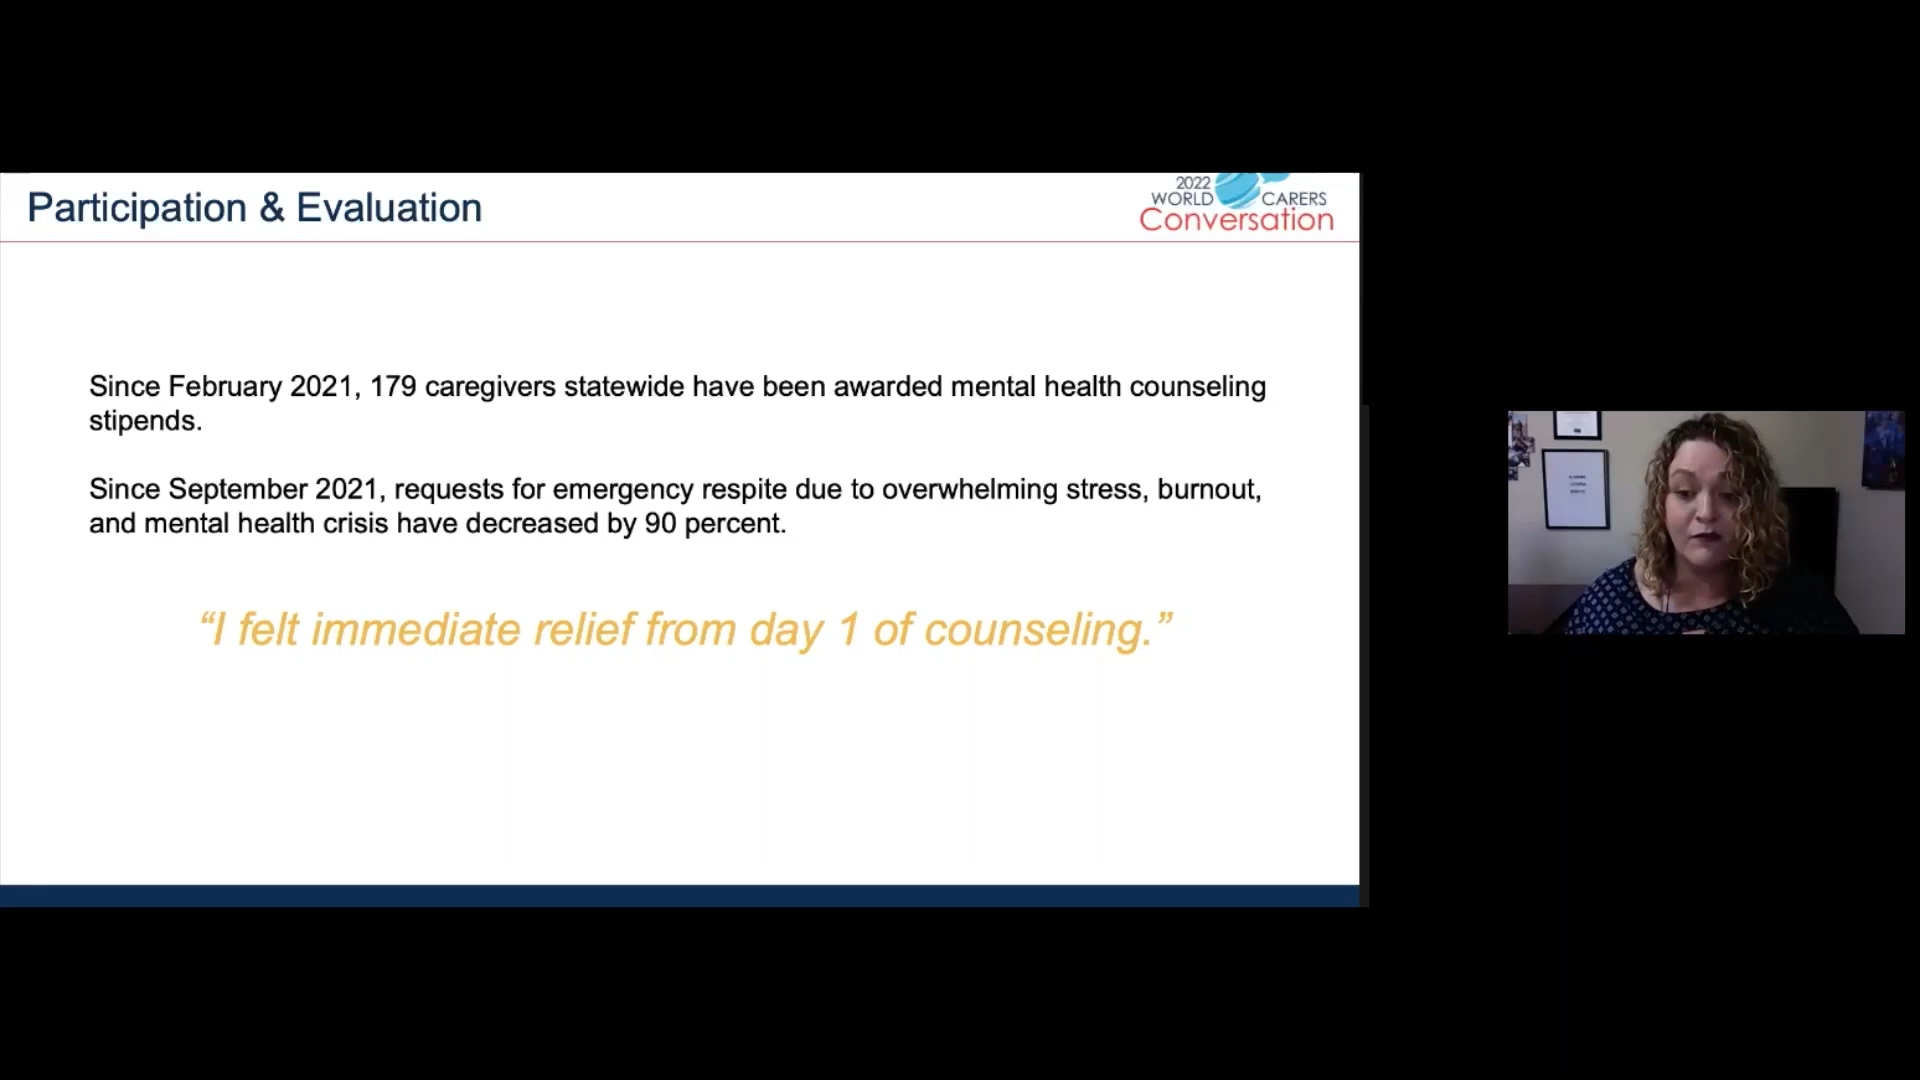 Participation & Evaluation
2022
WORLD CARERS
Conversation
Since February 2021, 179 caregivers statewide have been awarded mental health counseling
stipends.
Since September 2021, requests for emergency respite due to overwhelming stress, burnout,
and mental health crisis have decreased by 90 percent.
“I felt immediate relief from day 1 of counseling.”